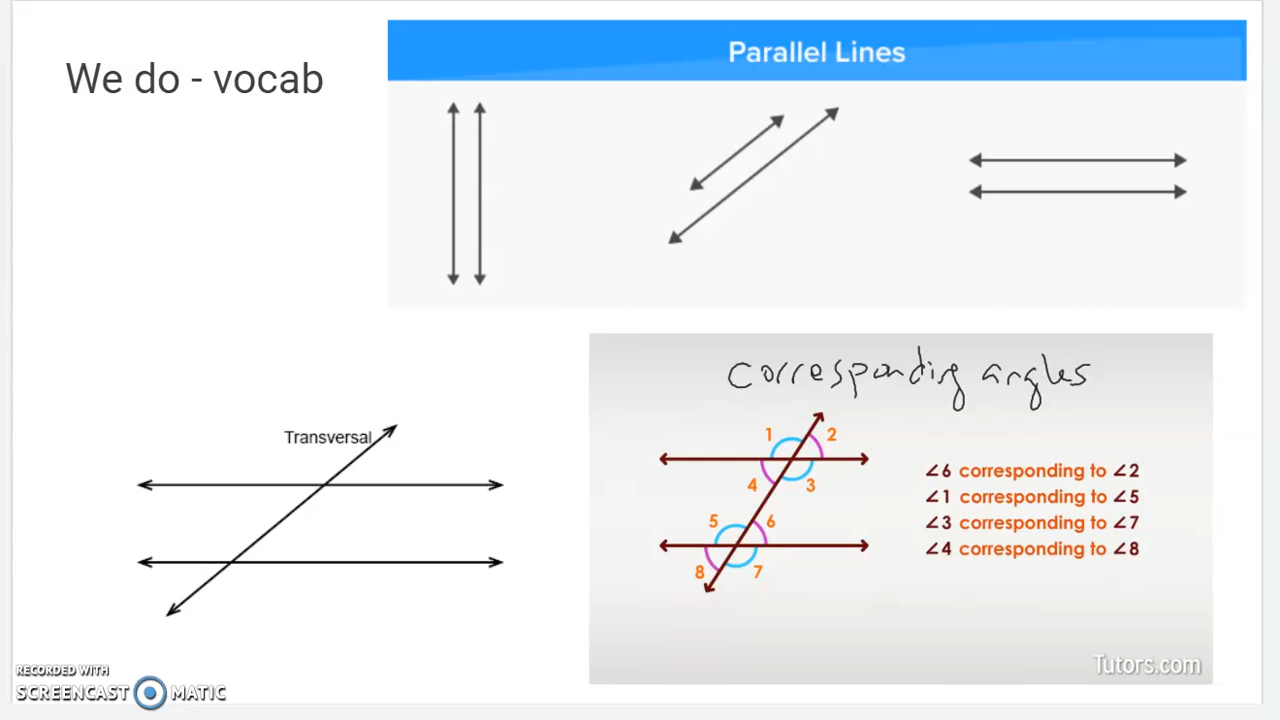 We do - vocab
Parallel Lines
Transversal
corresponding angles
1
2
4
3
5
6
8
7
∠6 corresponding to ∠2
∠1 corresponding to ∠5
∠3 corresponding to ∠7
∠4 corresponding to ∠8
Tutors.com
RECORDED WITH
SCREENCAST MATIC